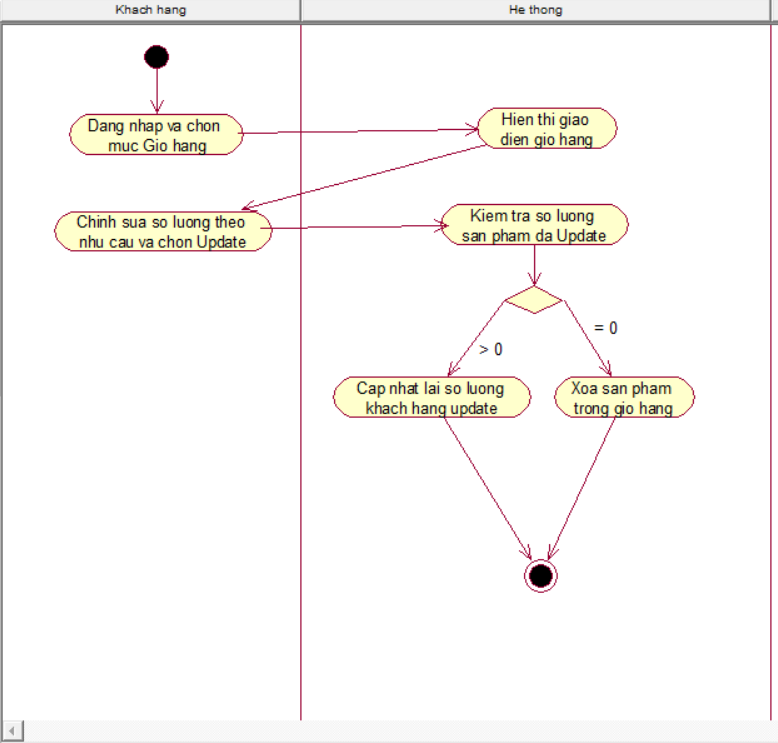 Khach hang
He thong
Dang nhap va chon
muc Gio hang
Hien thi giao
dien gio hang
Chinh sua so luong theo
nhu cau va chon Update
Kiem tra so luong
san pham da Update
> 0
= 0
Cap nhat lai so luong
khach hang update
Xoa san pham
trong gio hang